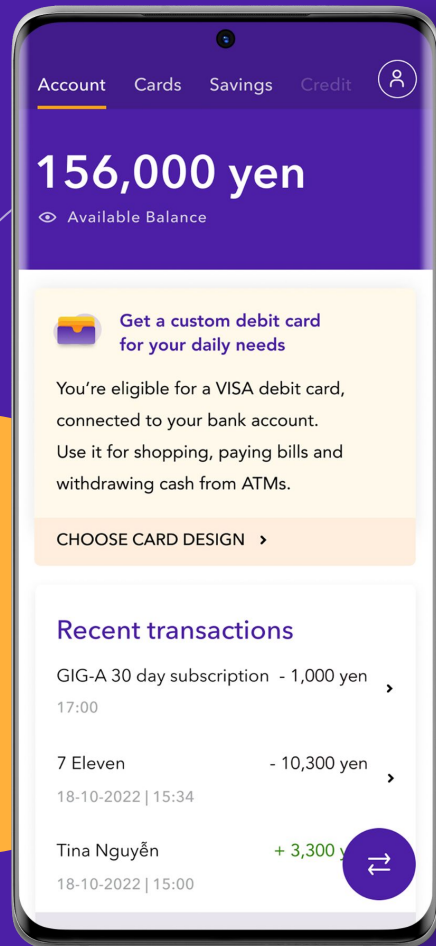 Account Cards Savings Credit
156,000 yen
Available Balance
Get a custom debit card
for your daily needs
You’re eligible for a VISA debit card,
connected to your bank account.
Use it for shopping, paying bills and
withdrawing cash from ATMs.
CHOOSE CARD DESIGN
Recent transactions
GIG-A 30 day subscription - 1,000 yen
17:00
7 Eleven - 10,300 yen
18-10-2022 | 15:34
Tina Nguyễn + 3,300
18-10-2022 | 15:00